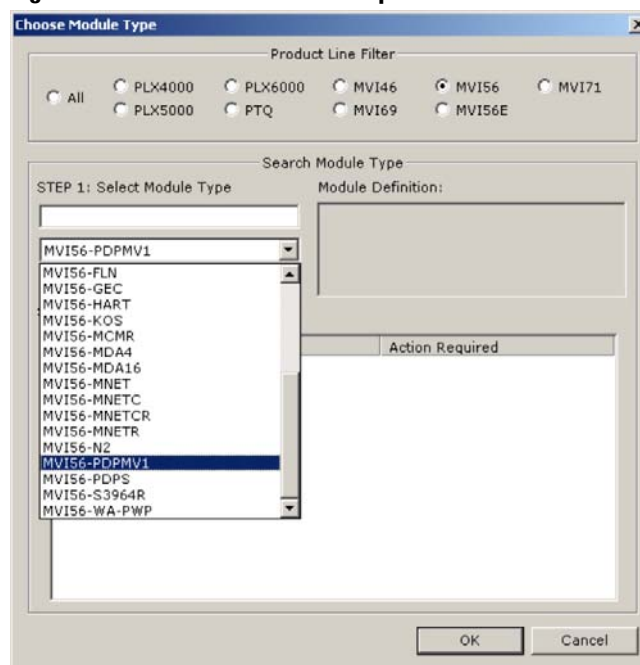 Choose Module Type
Product Line Filter
All
PLX4000
PLX6000
MVI46
MVI56
MVI71
PLX5000
PTQ
MVI69
MVI56E
Search Module Type
STEP 1: Select Module Type
Module Definition:
MVI56-PDPMV1
MVI56-FLN
MVI56-GEC
MVI56-HART
MVI56-KOS
MVI56-MCMR
MVI56-MDA4
MVI56-MDA16
MVI56-MNET
MVI56-MNETC
MVI56-MNETCR
MVI56-MNETR
MVI56-N2
MVI56-PDPMV1
MVI56-PDPS
MVI56-S3964R
MVI56-WA-PWP
Action Required
OK
Cancel